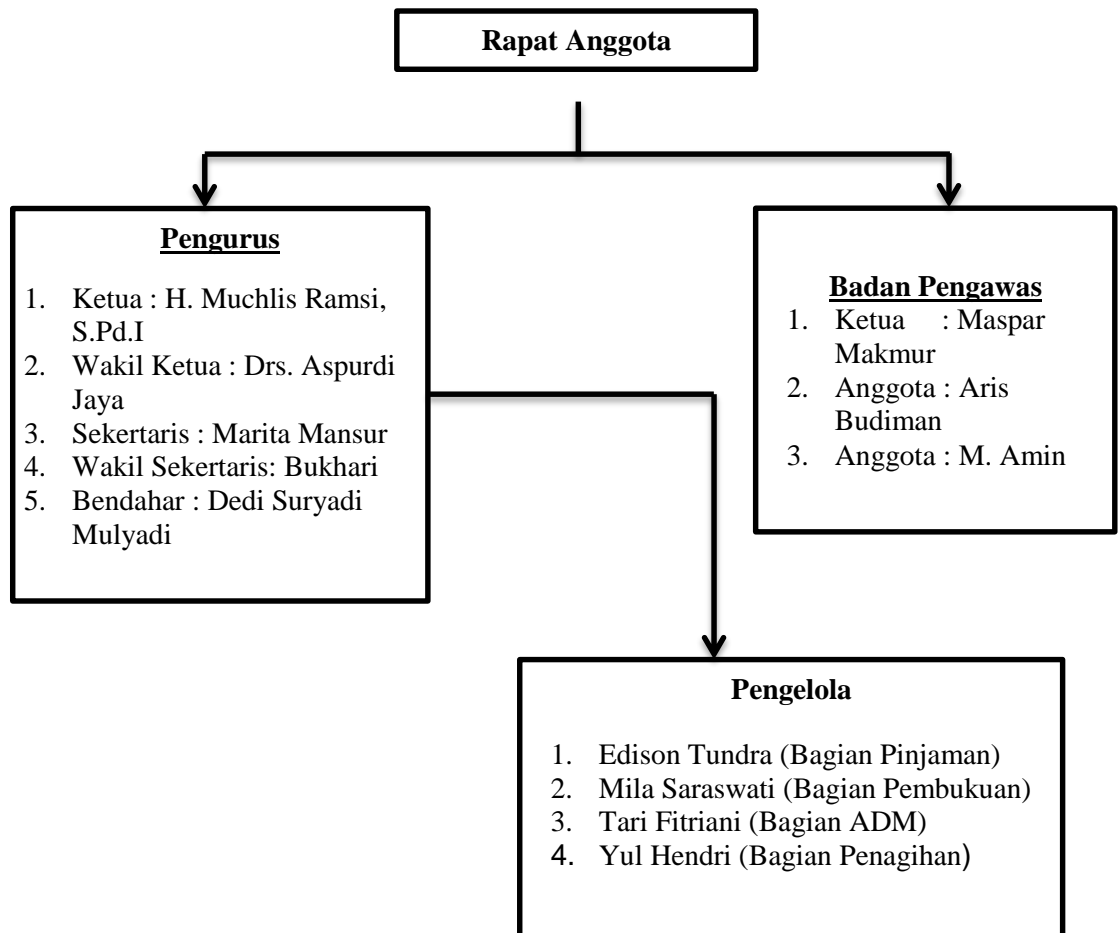 Rapat Anggota
Pengurus
1. Ketua : H. Muchlis Ramsi,
S.Pd.I
2. Wakil Ketua : Drs. Aspurdi
Jaya
3. Sekertaris : Marita Mansur
4. Wakil Sekertaris: Bukhari
5. Bendahar : Dedi Suryadi
Mulyadi
Badan Pengawas
1. Ketua : Maspar
Makmur
2. Anggota : Aris
Budiman
3. Anggota : M. Amin
Pengelola
1. Edison Tundra (Bagian Pinjaman)
2. Mila Saraswati (Bagian Pembukuan)
3. Tari Fitriani (Bagian ADM)
4. Yul Hendri (Bagian Penagihan)